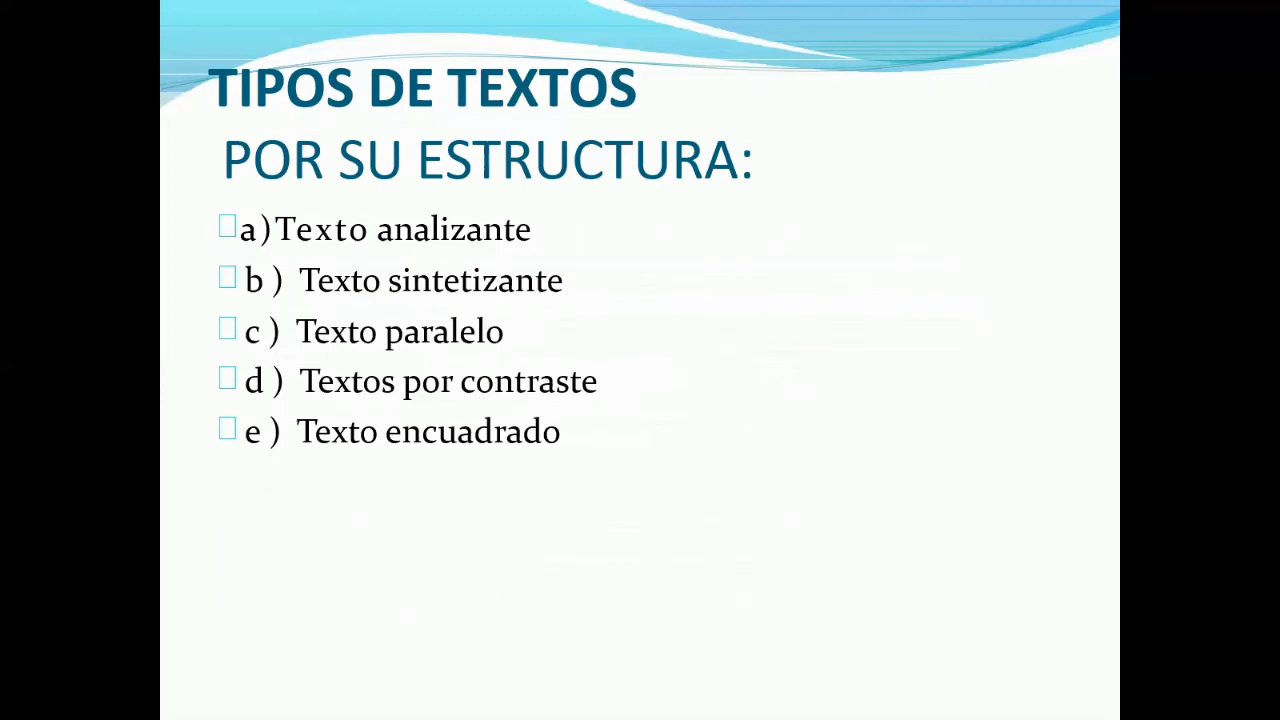 TIPOS DE TEXTOS
POR SU ESTRUCTURA:
a)Texto analizante
b ) Texto sintetizante
c ) Texto paralelo
d ) Textos por contraste
e ) Texto encuadrado